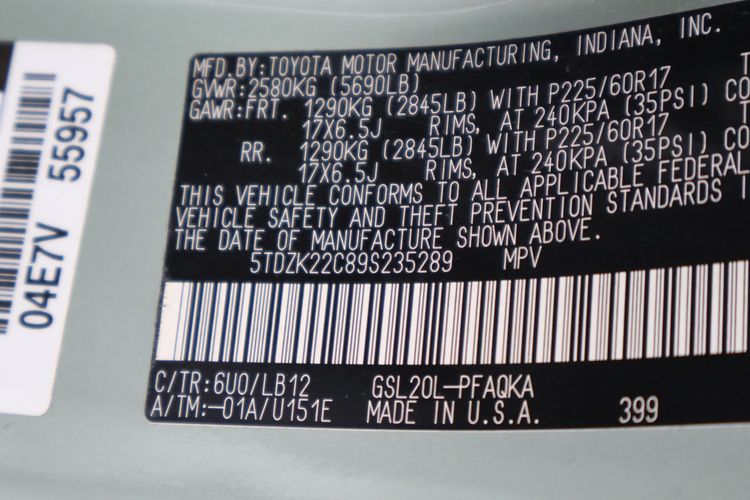 MFD.BY:TOYOTA MOTOR MANUFACTURING, INDIANA, INC.
GVWR:2580KG (5690LB)
GAWR:FRT. 1290KG (2845LB) WITH P225/60R17
17X6.5J RIMS, AT 240KPA (35PSI) CO
RR. 1290KG (2845LB) WITH P225/60R17
17X6.5J RIMS, AT 240KPA (35PSI) CO
THIS VEHICLE CONFORMS TO ALL APPLICABLE FEDERAL
VEHICLE SAFETY AND THEFT PREVENTION STANDARDS I
THE DATE OF MANUFACTURE SHOWN ABOVE.
5TDZK22C89S235289 MPV
C/TR:6U0/LB12 GSL20L-PFAQKA
A/TM:-01A/U151E MADE IN U.S.A. 399
04E7V 55957